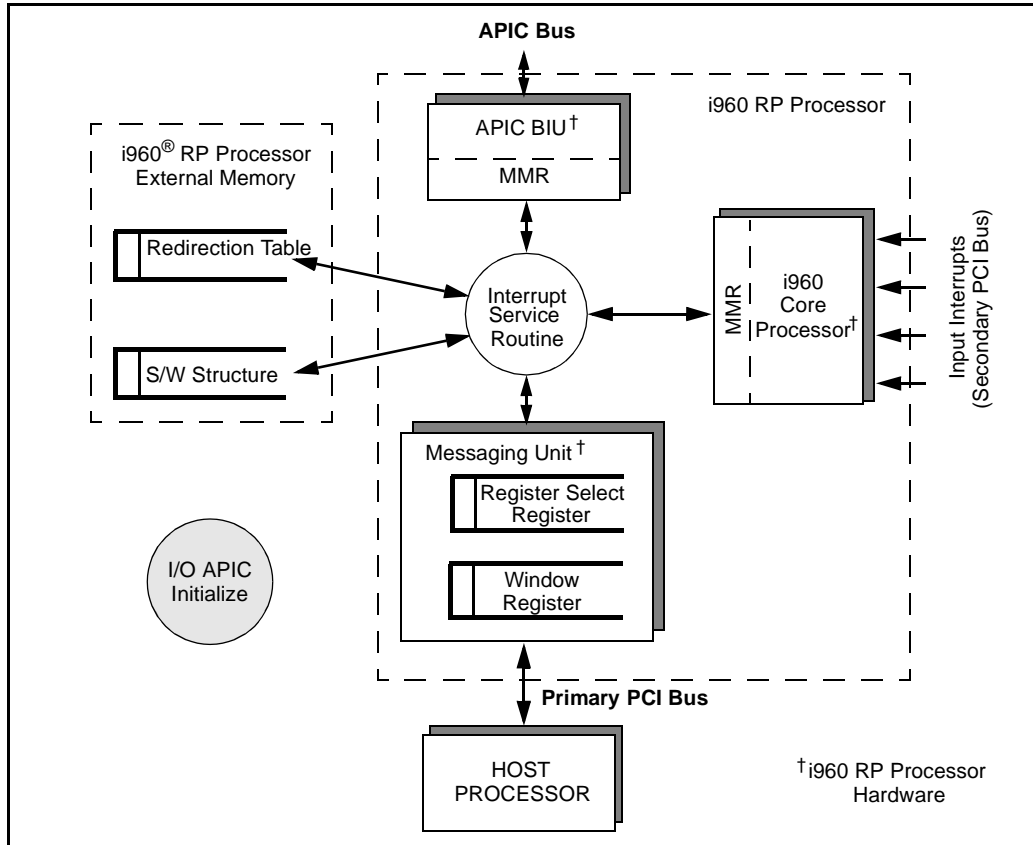 APIC Bus
i960 RP Processor
APIC BIU†
MMR
i960® RP Processor
External Memory
Redirection Table
S/W Structure
Interrupt
Service
Routine
MMR
i960
Core
Processor†
Input Interrupts
(Secondary PCI Bus)
Messaging Unit†
Register Select
Register
Window
Register
I/O APIC
Initialize
Primary PCI Bus
HOST
PROCESSOR
†i960 RP Processor
Hardware